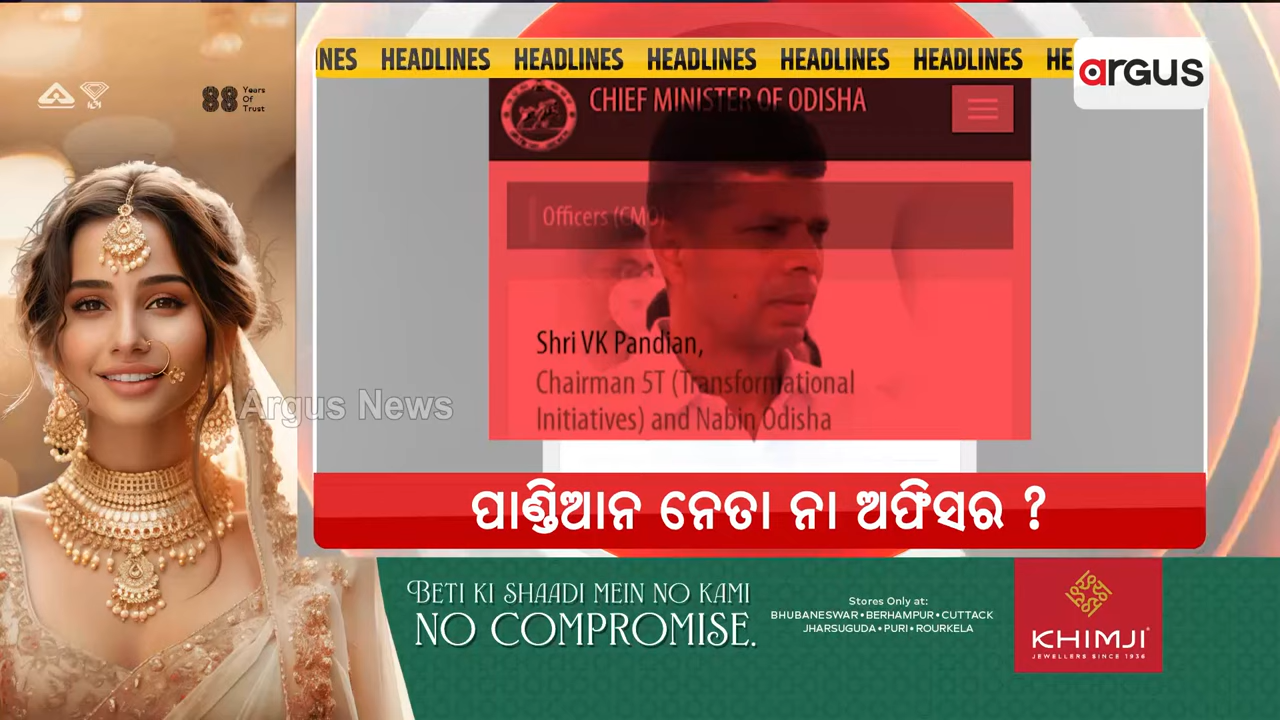 INES HEADLINES HEADLINES HEADLINES HEADLINES HEADLINES HE
argus
88 Years
Of
Trust
CHIEF MINISTER OF ODISHA
Officers (CMO)
Shri VK Pandian,
Chairman 5T (Transformational
Initiatives) and Nabin Odisha
Argus News
ପାଣ୍ଡିଆନ ନେତା ନା ଅଫିସର ?
BETI KI SHAADI MEIN NO KAMI
NO COMPROMISE.
Stores Only at:
BHUBANESWAR • BERHAMPUR • CUTTACK
JHARSUGUDA • PURI • ROURKELA
KHIMJI
JEWELLERS SINCE 1936